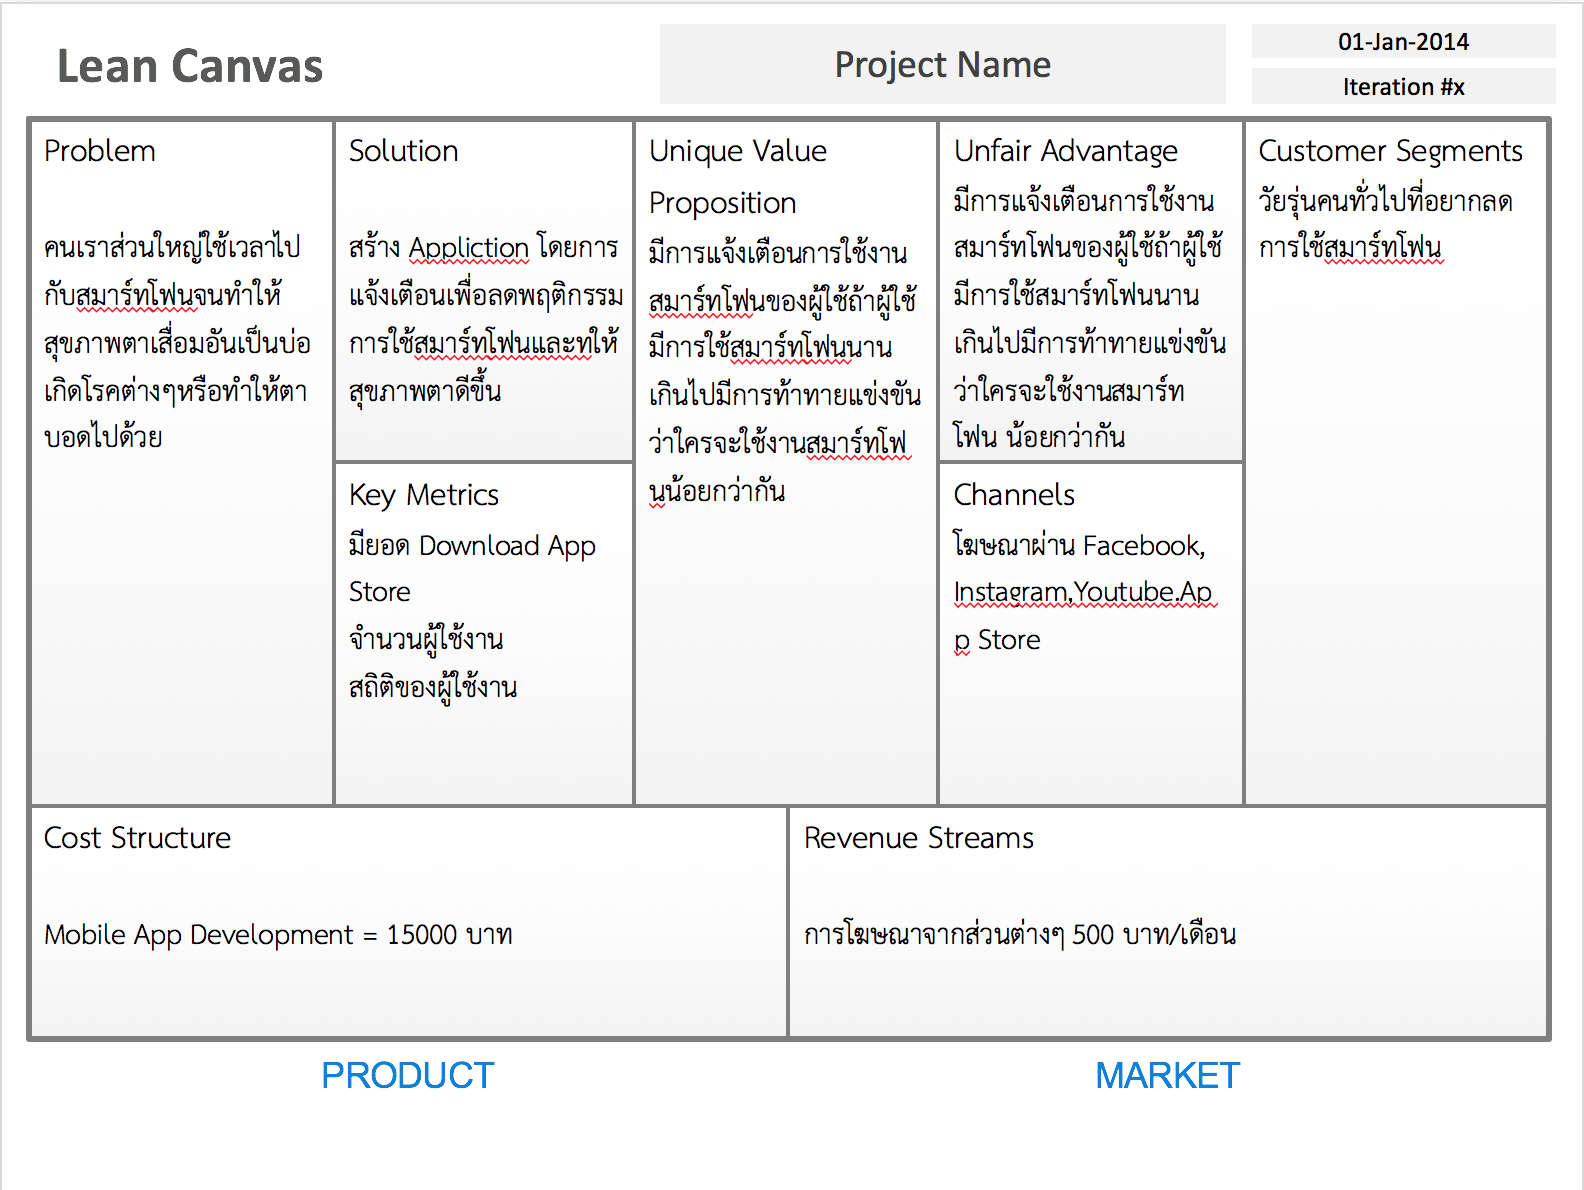 Lean Canvas
Project Name
01-Jan-2014
Iteration #x
Problem
คนเราส่วนใหญ่ใช้เวลาไป
กับสมาร์ทโฟนจนทำให้
สุขภาพตาเสื่อมอันเป็นบ่อ
เกิดโรคต่างๆหรือทำให้ตา
บอดไปด้วย
Solution
สร้าง Appliction โดยการ
แจ้งเตือนเพื่อลดพฤติกรรม
การใช้สมาร์ทโฟนและทให้
สุขภาพตาดีขึ้น
Key Metrics
มียอด Download App
Store
จำนวนผู้ใช้งาน
สถิติของผู้ใช้งาน
Unique Value
Proposition
มีการแจ้งเตือนการใช้งาน
สมาร์ทโฟนของผู้ใช้ถ้าผู้ใช้
มีการใช้สมาร์ทโฟนนาน
เกินไปมีการท้าทายแข่งขัน
ว่าใครจะใช้งานสมาร์ทโฟ
นน้อยกว่ากัน
Unfair Advantage
มีการแจ้งเตือนการใช้งาน
สมาร์ทโฟนของผู้ใช้ถ้าผู้ใช้
มีการใช้สมาร์ทโฟนนาน
เกินไปมีการท้าทายแข่งขัน
ว่าใครจะใช้งานสมาร์ท
โฟน น้อยกว่ากัน
Channels
โฆษณาผ่าน Facebook,
Instagram,Youtube.Ap
p Store
Customer Segments
วัยรุ่นคนทั่วไปที่อยากลด
การใช้สมาร์ทโฟน
Cost Structure
Mobile App Development = 15000 บาท
Revenue Streams
การโฆษณาจากส่วนต่างๆ 500 บาท/เดือน
PRODUCT
MARKET